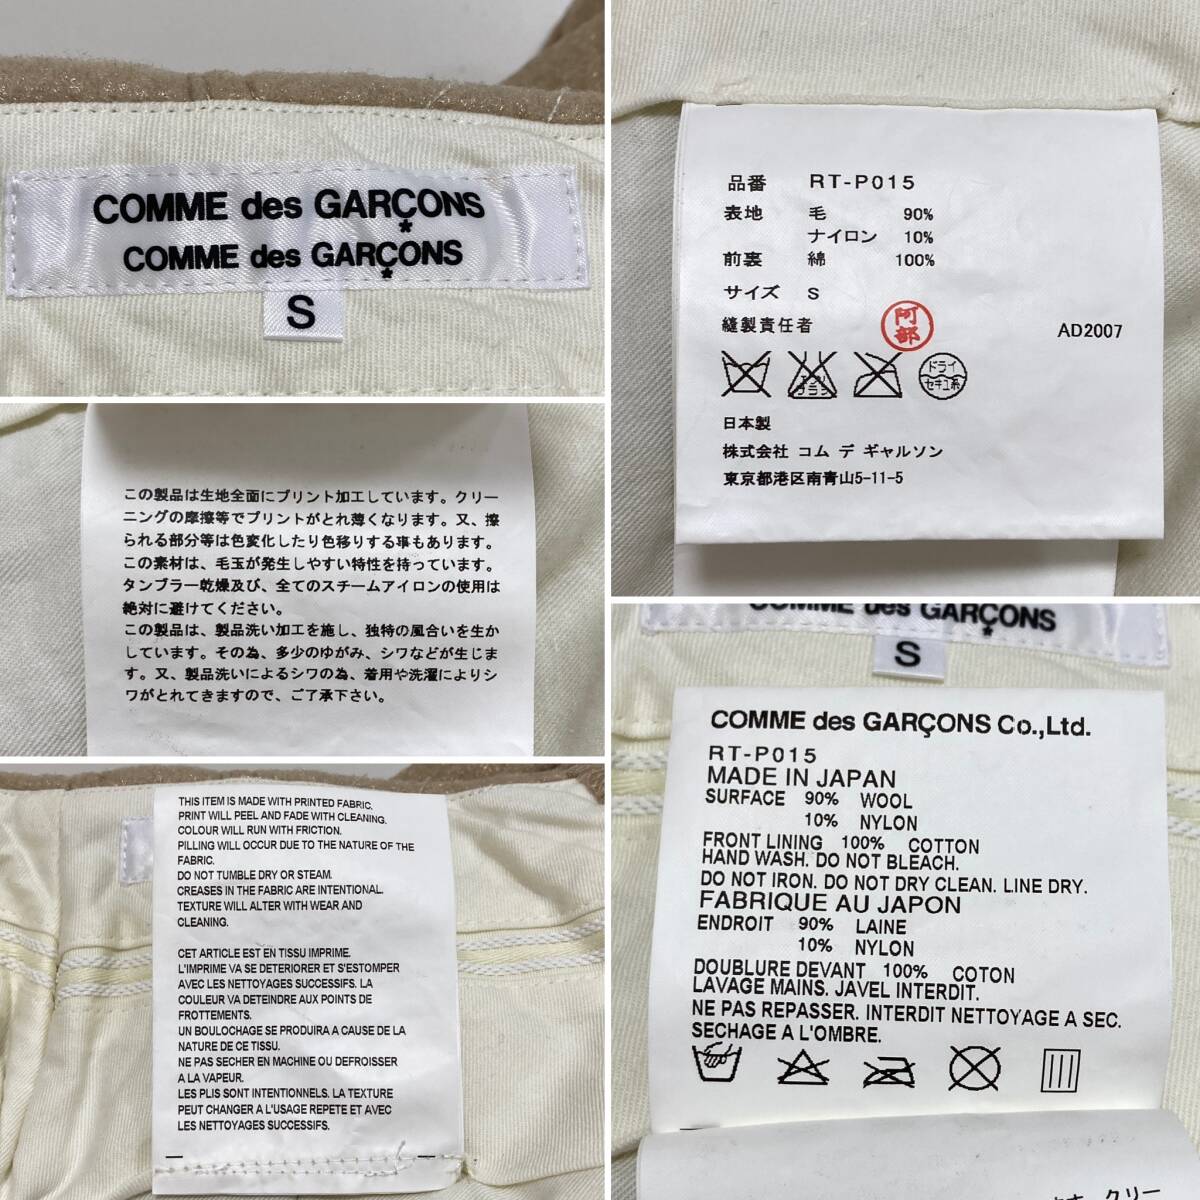 COMME des GARÇONS
COMME des GARÇONS
S
品番 RT-P015
表地 毛 90%
ナイロン 10%
前裏 綿 100%
サイズ S
縫製責任者 阿部
AD2007
エンソ サラシ
ドライ セキユ系
日本製
株式会社 コム デ ギャルソン
東京都港区南青山5-11-5
この製品は生地全面にプリント加工しています。クリー
ニングの摩擦等でプリントがとれ薄くなります。又、擦
られる部分等は色変化したり色移りする事もあります。
この素材は、毛玉が発生しやすい特性を持っています。
タンブラー乾燥及び、全てのスチームアイロンの使用は
絶対に避けてください。
この製品は、製品洗い加工を施し、独特の風合いを生か
しています。その為、多少のゆがみ、シワなどが生じま
す。又、製品洗いによるシワの為、着用や洗濯によりシ
ワがとれてきますので、ご了承下さい。
COMME des GARÇONS
S
COMME des GARÇONS Co.,Ltd.
RT-P015
MADE IN JAPAN
SURFACE 90% WOOL
10% NYLON
FRONT LINING 100% COTTON
HAND WASH. DO NOT BLEACH.
DO NOT IRON. DO NOT DRY CLEAN. LINE DRY.
FABRIQUE AU JAPON
ENDROIT 90% LAINE
10% NYLON
DOUBLURE DEVANT 100% COTON
LAVAGE MAINS. JAVEL INTERDIT.
NE PAS REPASSER. INTERDIT NETTOYAGE A SEC.
SECHAGE A L'OMBRE.
THIS ITEM IS MADE WITH PRINTED FABRIC.
PRINT WILL PEEL AND FADE WITH CLEANING.
COLOUR WILL RUN WITH FRICTION.
PILLING WILL OCCUR DUE TO THE NATURE OF THE
FABRIC.
DO NOT TUMBLE DRY OR STEAM.
CREASES IN THE FABRIC ARE INTENTIONAL.
TEXTURE WILL ALTER WITH WEAR AND
CLEANING.
CET ARTICLE EST EN TISSU IMPRIME.
L'IMPRIME VA SE DETERIORER ET S'ESTOMPER
AVEC LES NETTOYAGES SUCCESSIFS. LA
COULEUR VA DETEINDRE AUX POINTS DE
FROTTEMENTS.
UN BOULOCHAGE SE PRODUIRA A CAUSE DE LA
NATURE DE CE TISSU.
NE PAS SECHER EN MACHINE OU DEFROISSER
A LA VAPEUR.
LES PLIS SONT INTENTIONNELS. LA TEXTURE
PEUT CHANGER A L'USAGE REPETE ET AVEC
LES NETTOYAGES SUCCESSIFS.
クリー